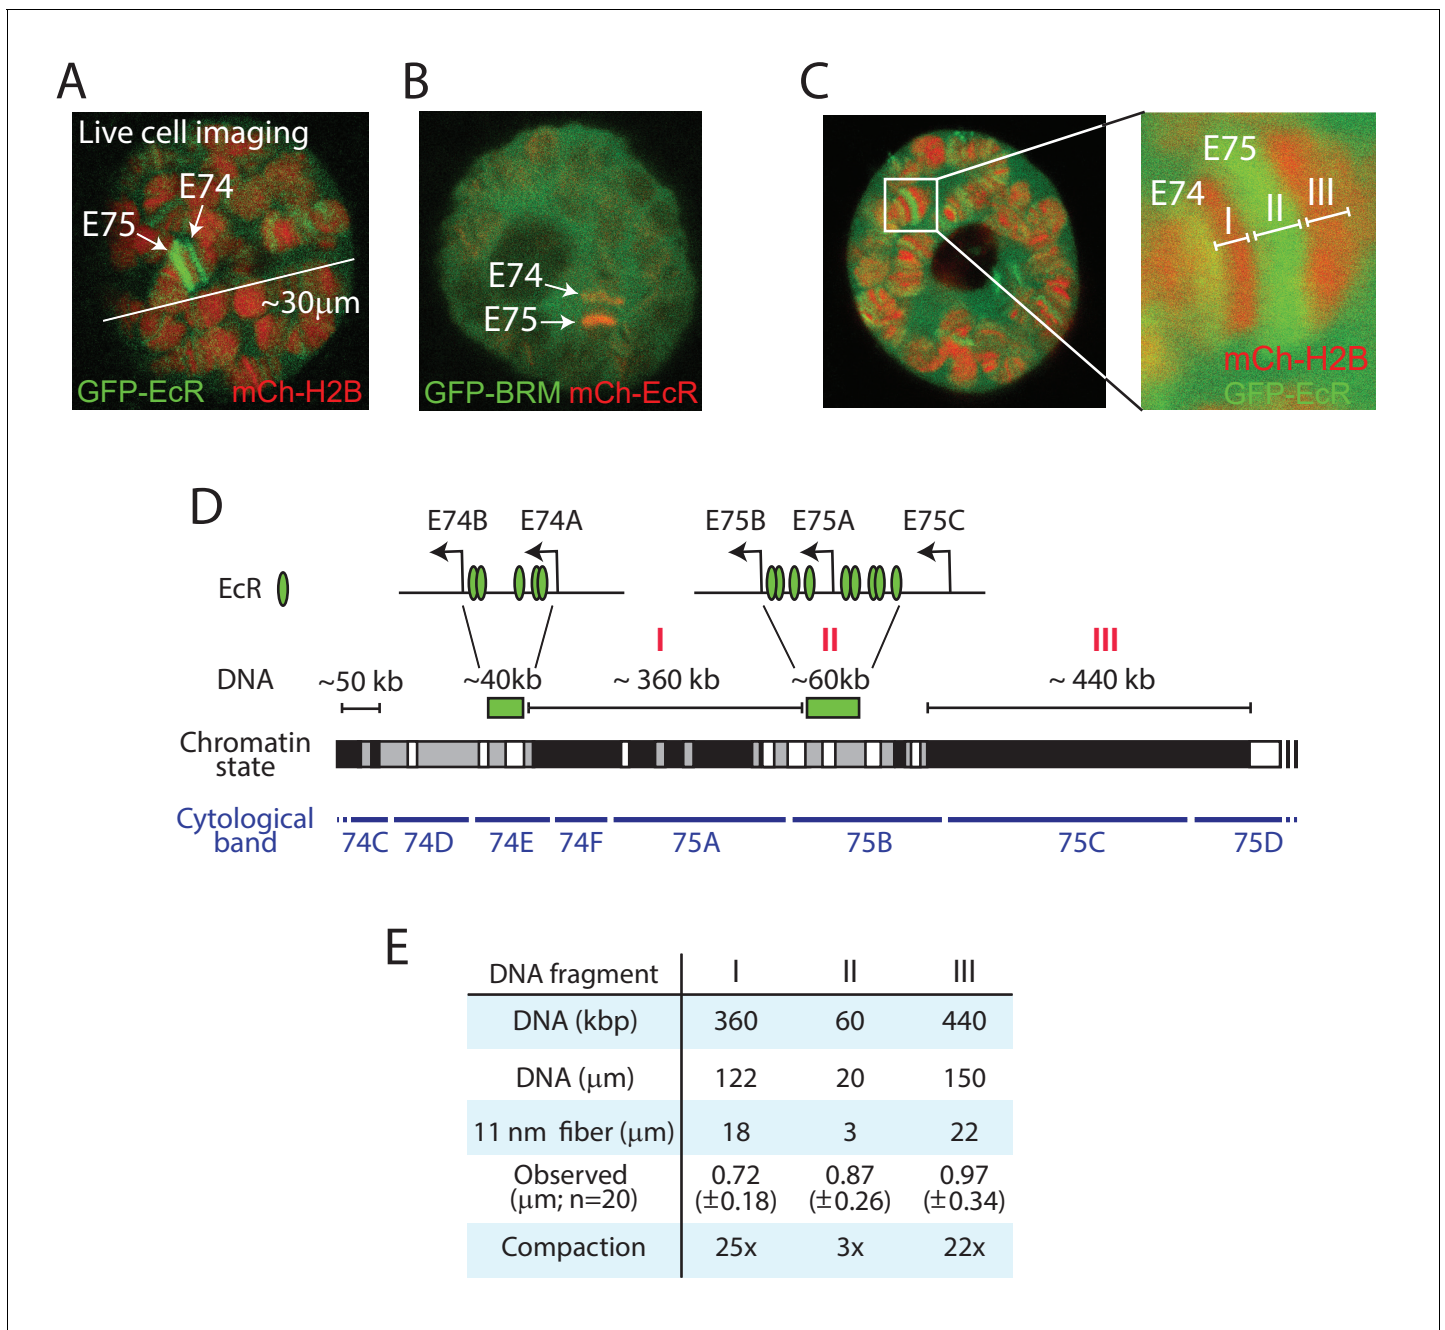 A
B
C
Live cell imaging
E74
E75
~30μm
GFP-EcR mCh-H2B
E74
E75
GFP-BRM mCh-EcR
E75
E74
I II III
mCh-H2B
GFP-EcR
D
E74B E74A E75B E75A E75C
EcR
I II III
DNA ~50 kb ~40kb ~ 360 kb ~60kb ~ 440 kb
Chromatin
state
Cytological
band
74C 74D 74E 74F 75A 75B 75C 75D
E
DNA fragment I II III
DNA (kbp) 360 60 440
DNA (μm) 122 20 150
11 nm fiber (μm) 18 3 22
Observed 0.72 0.87 0.97
(μm; n=20) (±0.18) (±0.26) (±0.34)
Compaction 25x 3x 22x